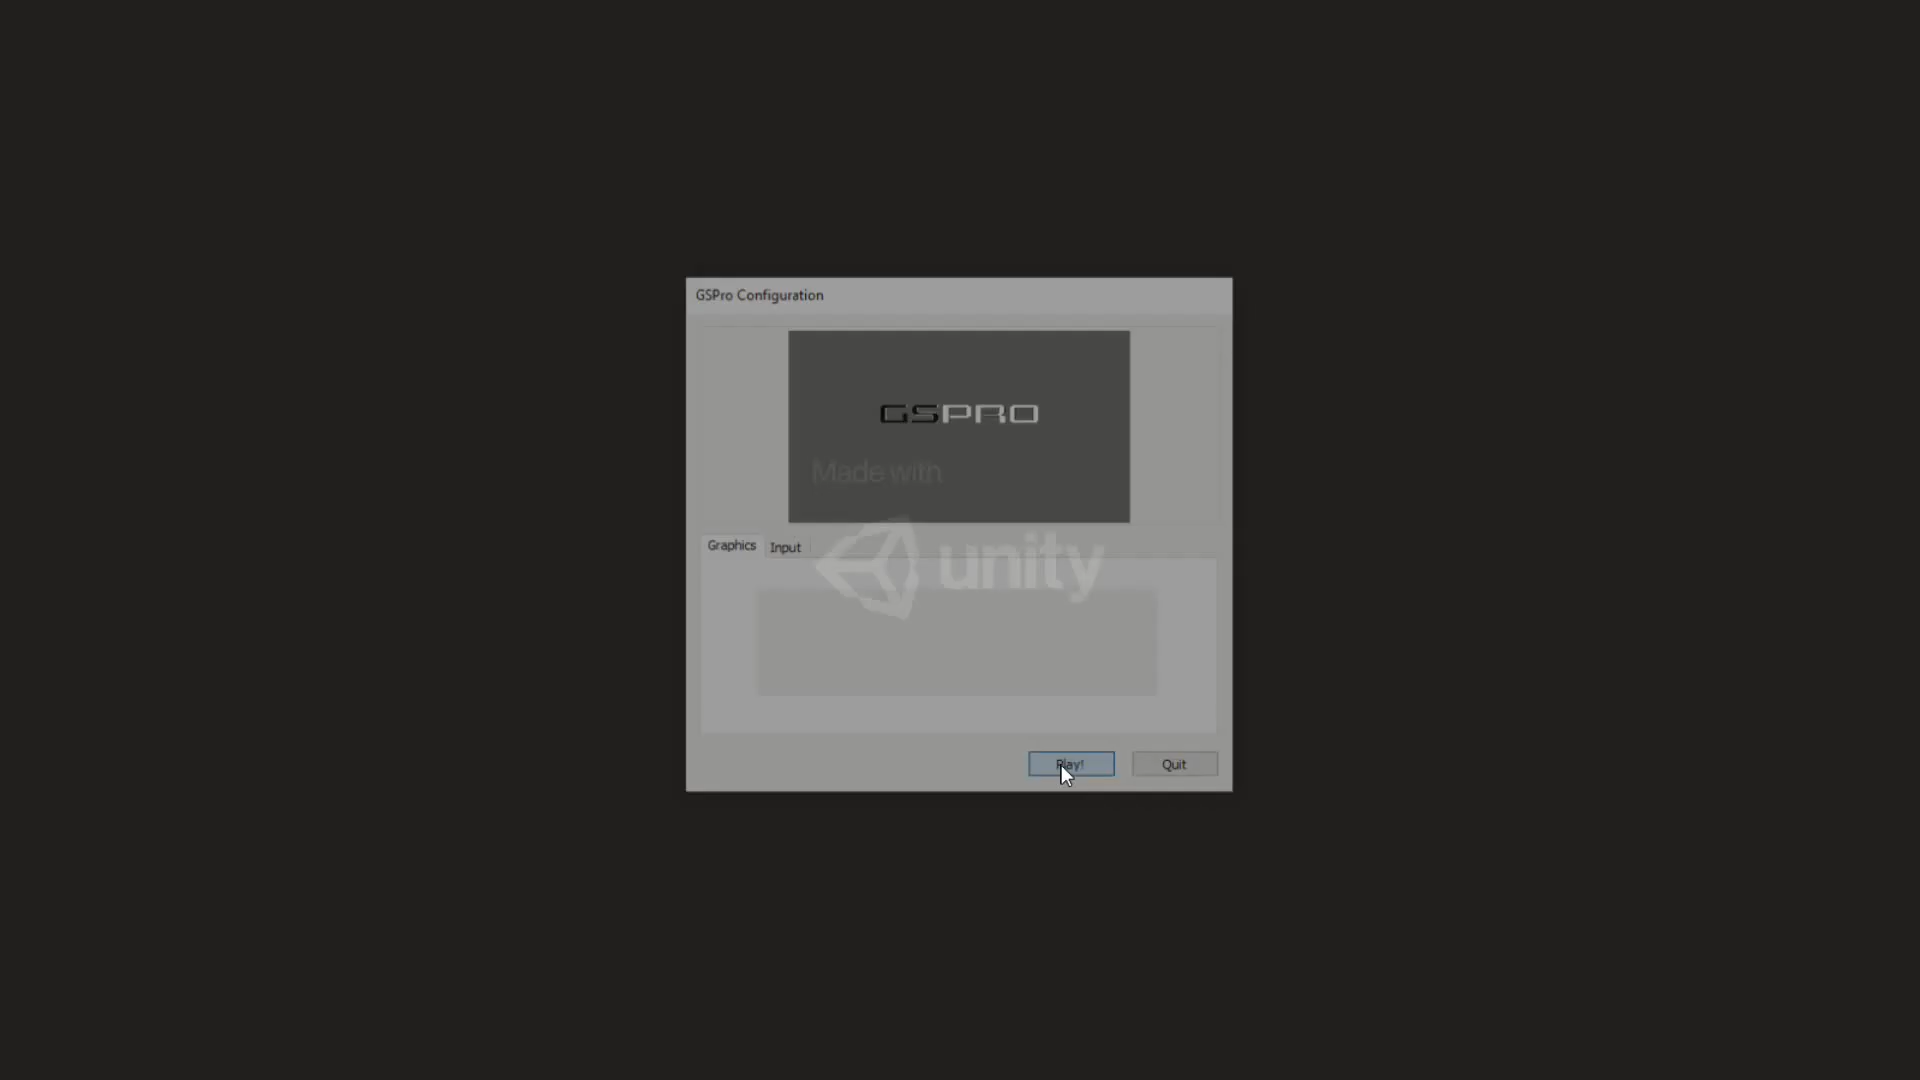 GSPro Configuration
GSPRO
Made with
unity
Graphics Input
Play! Quit